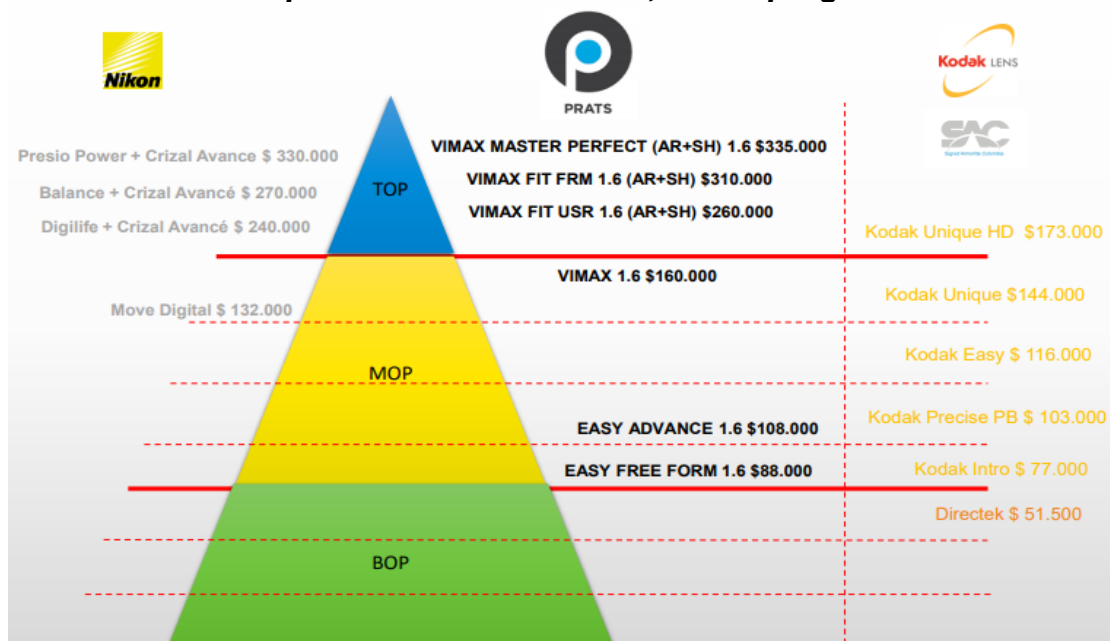 Nikon
PRATS
Kodak LENS
SAC
TOP
Presio Power + Crizal Avance $ 330.000
Balance + Crizal Avancé $ 270.000
Digilife + Crizal Avancé $ 240.000
VIMAX MASTER PERFECT (AR+SH) 1.6 $335.000
VIMAX FIT FRM 1.6 (AR+SH) $310.000
VIMAX FIT USR 1.6 (AR+SH) $260.000
Kodak Unique HD $173.000
VIMAX 1.6 $160.000
Kodak Unique $144.000
Move Digital $ 132.000
Kodak Easy $ 116.000
MOP
Kodak Precise PB $ 103.000
EASY ADVANCE 1.6 $108.000
EASY FREE FORM 1.6 $88.000
Kodak Intro $ 77.000
Directek $ 51.500
BOP